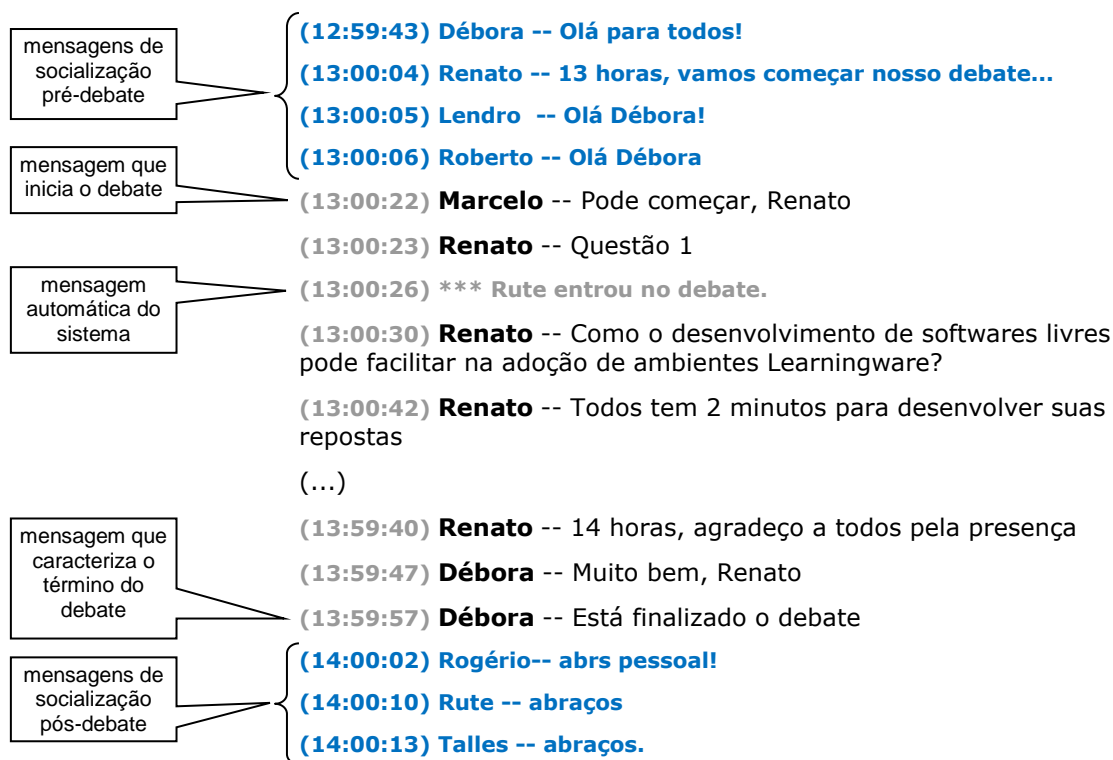 mensagens de
socialização
pré-debate
(12:59:43) Débora -- Olá para todos!
(13:00:04) Renato -- 13 horas, vamos começar nosso debate...
(13:00:05) Lendro -- Olá Débora!
(13:00:06) Roberto -- Olá Débora
mensagem que
inicia o debate
(13:00:22) Marcelo -- Pode começar, Renato
(13:00:23) Renato -- Questão 1
mensagem
automática do
sistema
(13:00:26) *** Rute entrou no debate.
(13:00:30) Renato -- Como o desenvolvimento de softwares livres
pode facilitar na adoção de ambientes Learningware?
(13:00:42) Renato -- Todos tem 2 minutos para desenvolver suas
repostas
(...)
(13:59:40) Renato -- 14 horas, agradeço a todos pela presença
mensagem que
caracteriza o
término do
debate
(13:59:47) Débora -- Muito bem, Renato
(13:59:57) Débora -- Está finalizado o debate
mensagens de
socialização
pós-debate
(14:00:02) Rogério-- abrs pessoal!
(14:00:10) Rute -- abraços
(14:00:13) Talles -- abraços.